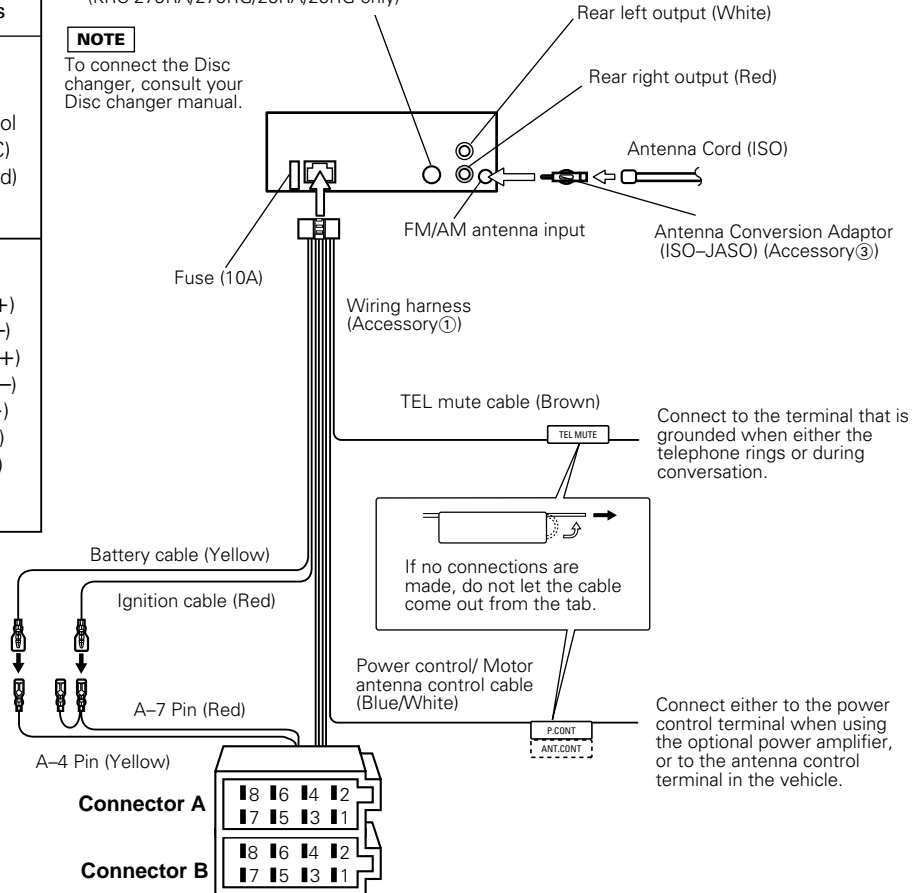 Rear left output (White)
NOTE
To connect the Disc
changer, consult your
Disc changer manual.
Rear right output (Red)
Antenna Cord (ISO)
FM/AM antenna input
Antenna Conversion Adaptor
(ISO–JASO) (Accessory③)
Fuse (10A)
Wiring harness
(Accessory①)
TEL mute cable (Brown)
TEL MUTE
Connect to the terminal that is
grounded when either the
telephone rings or during
conversation.
If no connections are
made, do not let the cable
come out from the tab.
Battery cable (Yellow)
Ignition cable (Red)
Power control/ Motor
antenna control cable
(Blue/White)
P.CONT
ANT.CONT
Connect either to the power
control terminal when using
the optional power amplifier,
or to the antenna control
terminal in the vehicle.
A–7 Pin (Red)
A–4 Pin (Yellow)
Connector A
8 6 4 2
7 5 3 1
Connector B
8 6 4 2
7 5 3 1